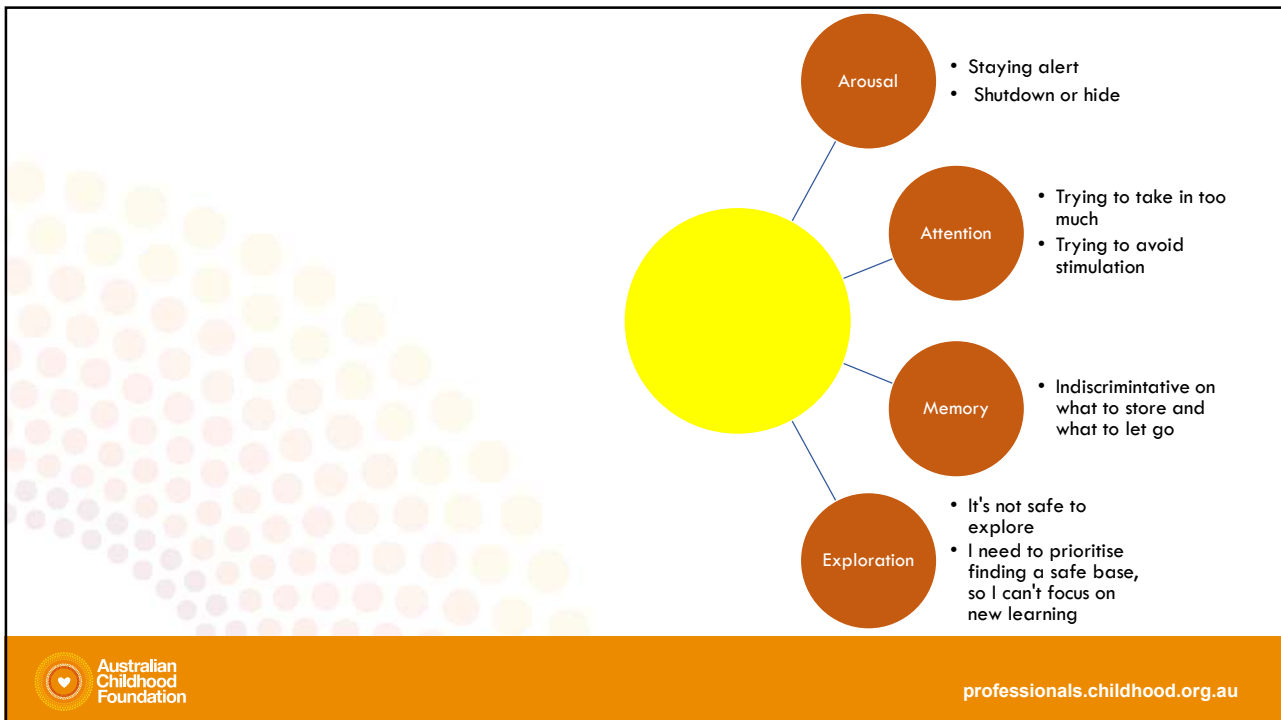 Arousal
• Staying alert
• Shutdown or hide
Attention
• Trying to take in too
much
• Trying to avoid
stimulation
Memory
• Indiscrimintative on
what to store and
what to let go
Exploration
• It's not safe to
explore
• I need to prioritise
finding a safe base,
so I can't focus on
new learning
Australian
Childhood
Foundation
professionals.childhood.org.au